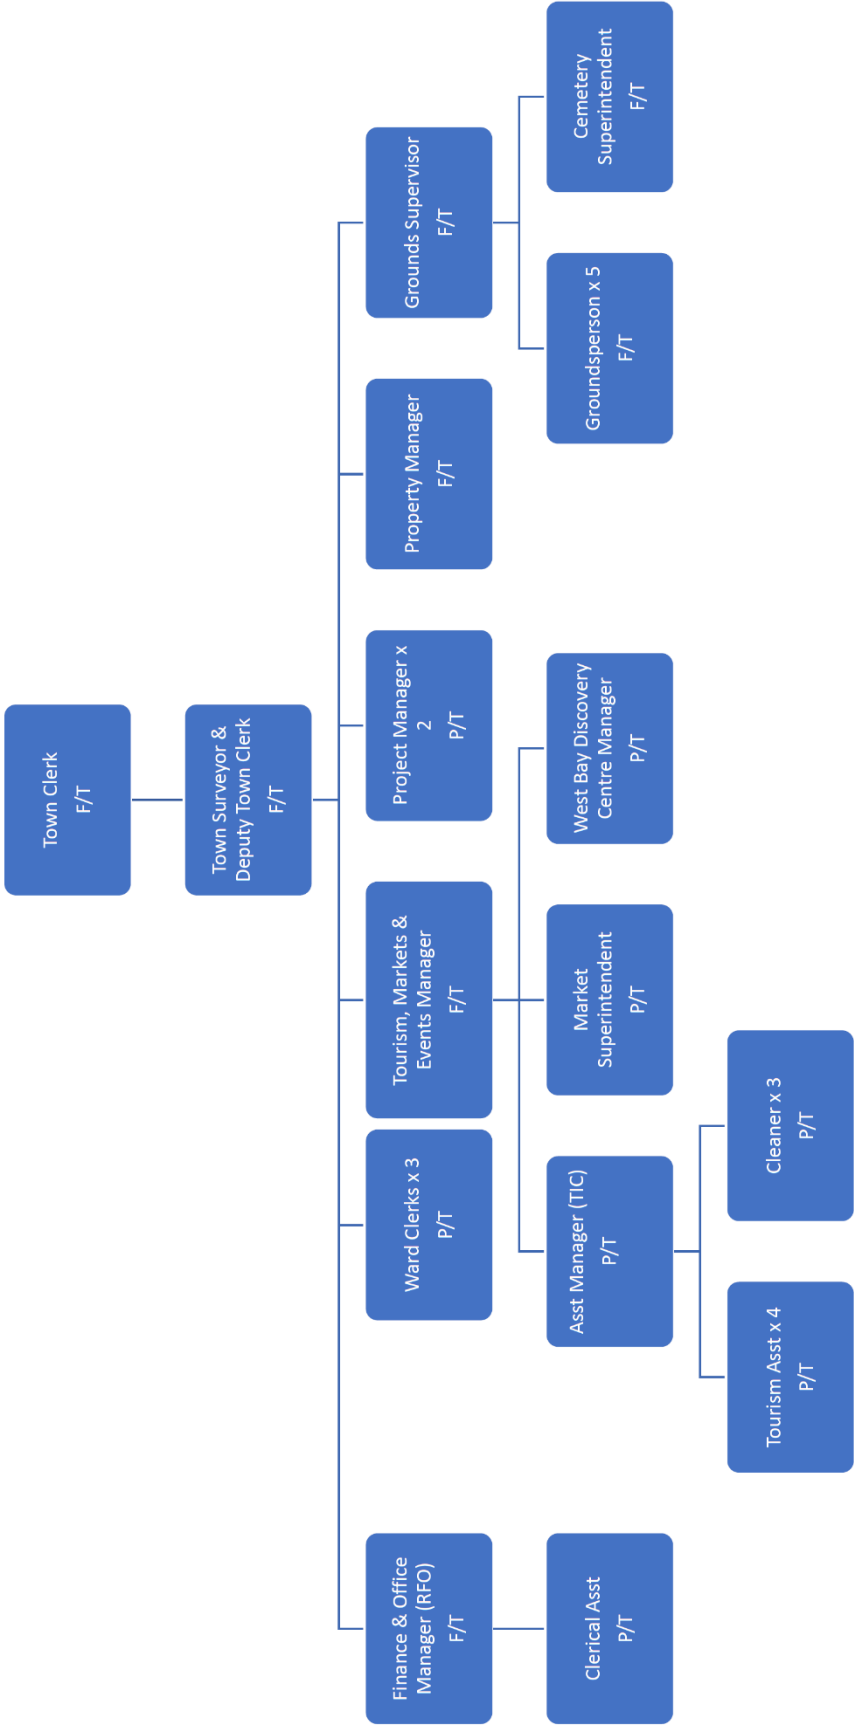 Town Clerk
F/T
Town Surveyor &
Deputy Town Clerk
F/T
Finance & Office
Manager (RFO)
F/T
Ward Clerks x 3
P/T
Tourism, Markets &
Events Manager
F/T
Project Manager x
2
P/T
Property Manager
F/T
Grounds Supervisor
F/T
Clerical Asst
P/T
Asst Manager (TIC)
P/T
Market
Superintendent
P/T
West Bay Discovery
Centre Manager
P/T
Groundsperson x 5
F/T
Cemetery
Superintendent
F/T
Tourism Asst x 4
P/T
Cleaner x 3
P/T